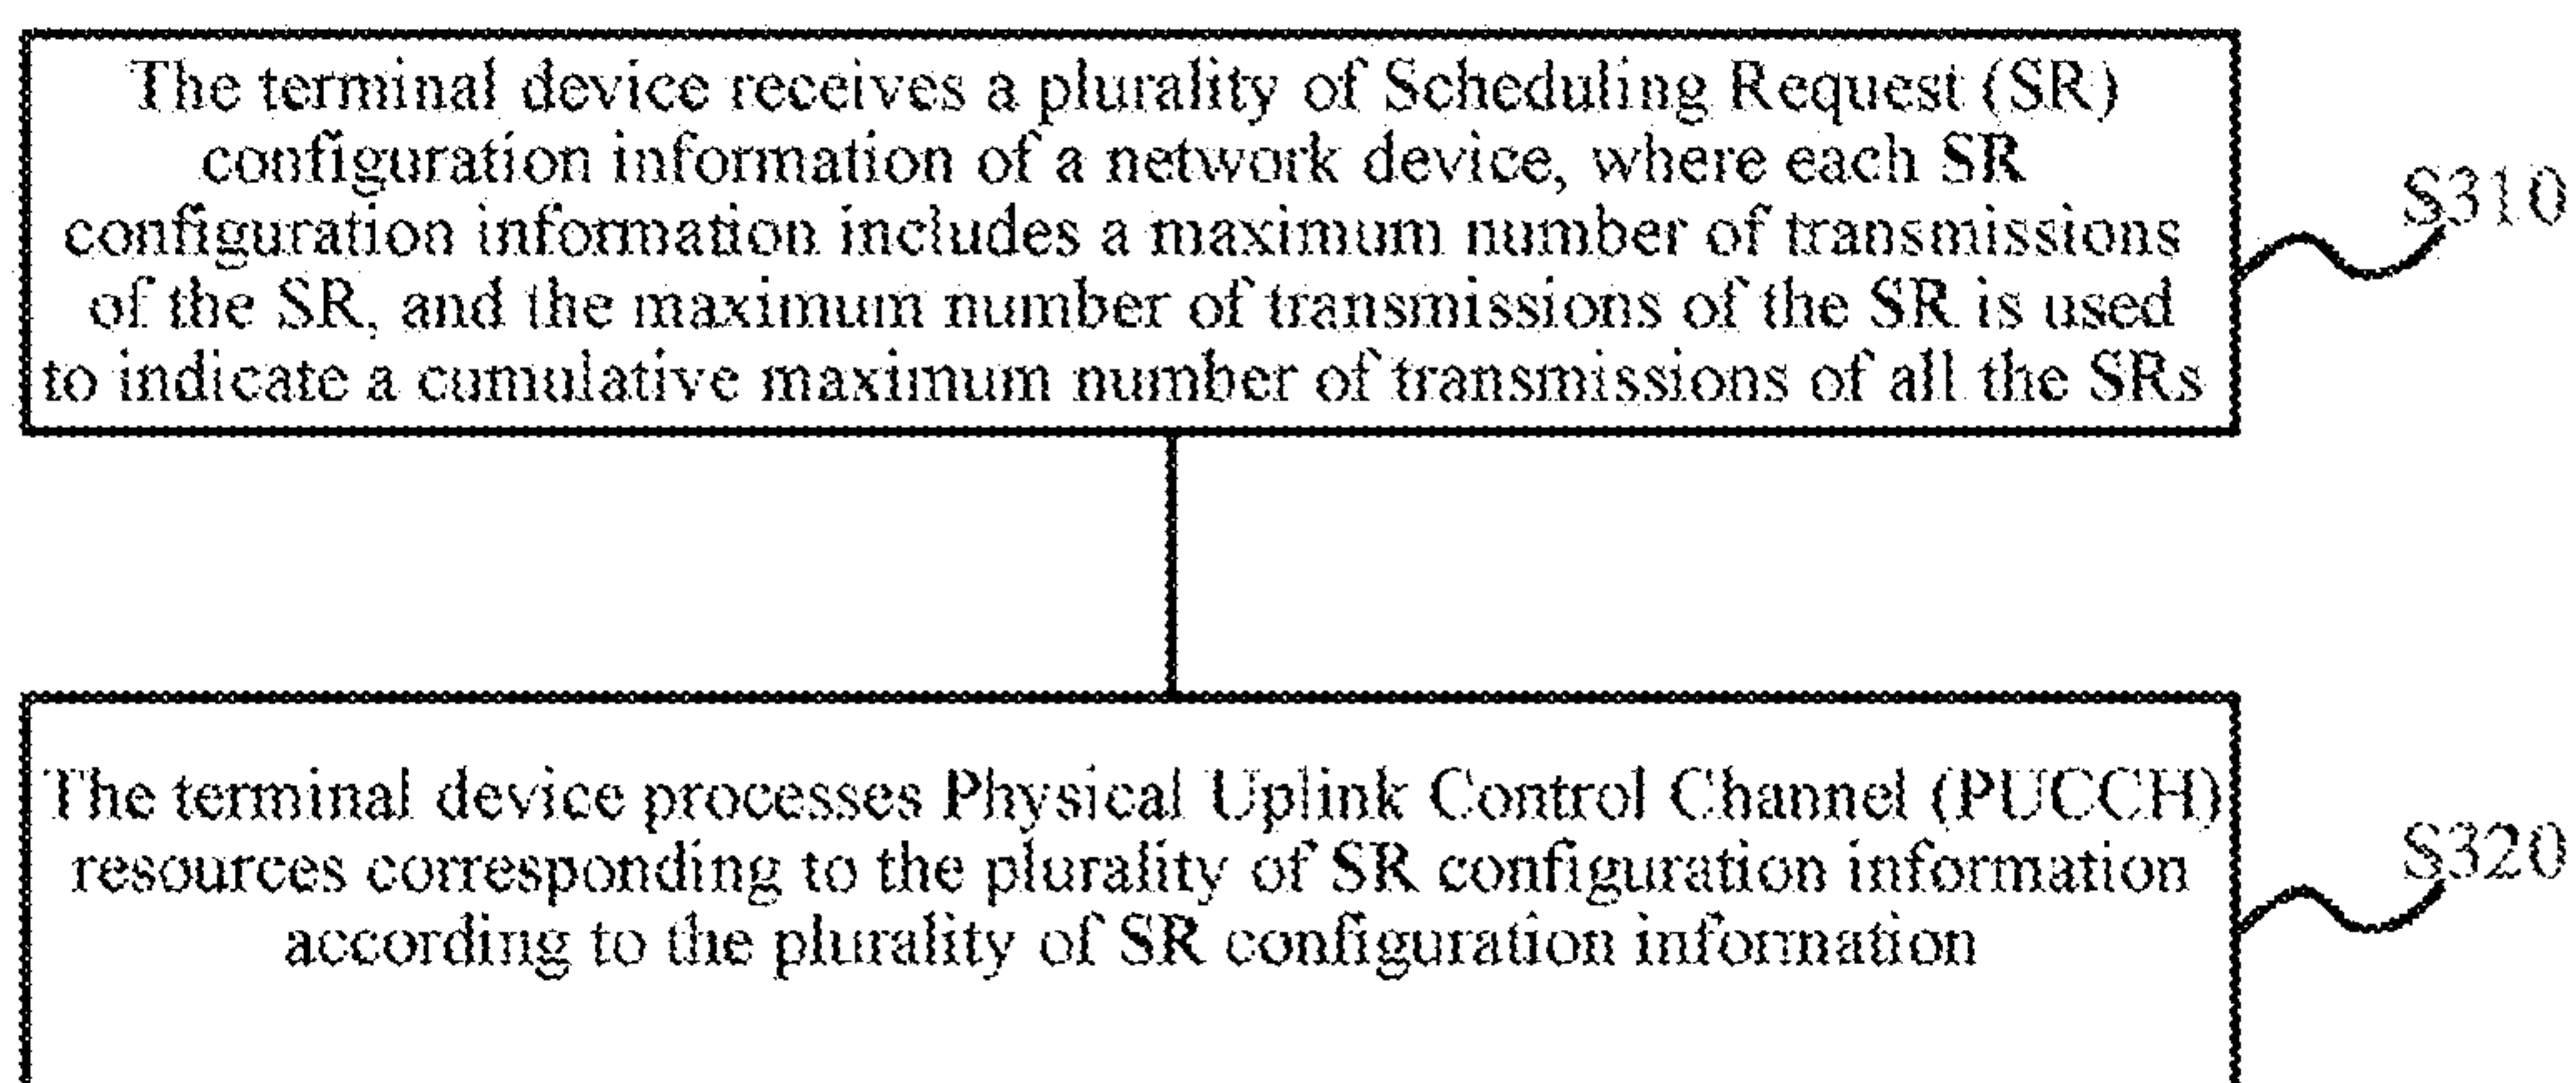 The terminal device receives a plurality of Scheduling Request (SR)
configuration information of a network device, where each SR
configuration information includes a maximum number of transmissions
of the SR, and the maximum number of transmissions of the SR is used
to indicate a cumulative maximum number of transmissions of all the SRs
S310
The terminal device processes Physical Uplink Control Channel (PUCCH)
resources corresponding to the plurality of SR configuration information
according to the plurality of SR configuration information
S320